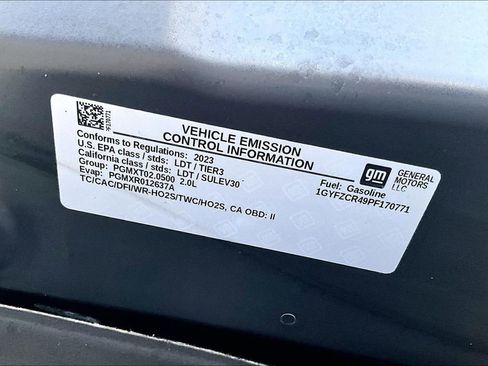 PF170771
VEHICLE EMISSION
CONTROL INFORMATION
Conforms to Regulations: 2023
U.S. EPA class / stds: LDT / TIER3
California class / stds: LDT / SULEV30
Group: PGMXT02.0500 2.0L
Evap: PGMXR012637A
TC/CAC/DFI/WR-HO2S/TWC/HO2S, CA OBD: II
Fuel: Gasoline
1GYFZCR49PF170771
gm
GENERAL MOTORS
LLC